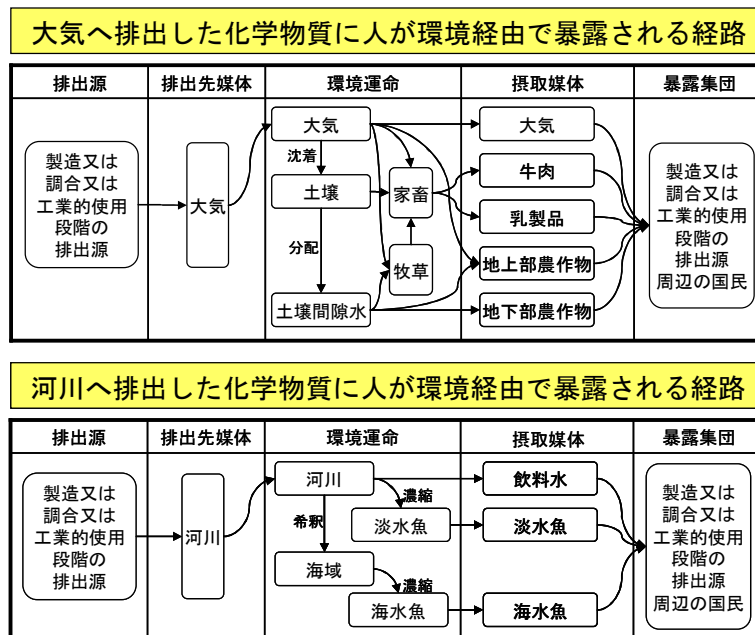 大気へ排出した化学物質に人が環境経由で暴露される経路
排出源
排出先媒体
環境運命
摂取媒体
暴露集団
製造又は
調合又は
工業的使用
段階の
排出源
大気
大気
沈着
土壌
分配
土壌間隙水
家畜
牧草
大気
牛肉
乳製品
地上部農作物
地下部農作物
製造又は
調合又は
工業的使用
段階の
排出源
周辺の国民
河川へ排出した化学物質に人が環境経由で暴露される経路
排出源
排出先媒体
環境運命
摂取媒体
暴露集団
製造又は
調合又は
工業的使用
段階の
排出源
河川
河川
濃縮
希釈
淡水魚
海域
濃縮
海水魚
飲料水
淡水魚
海水魚
製造又は
調合又は
工業的使用
段階の
排出源
周辺の国民